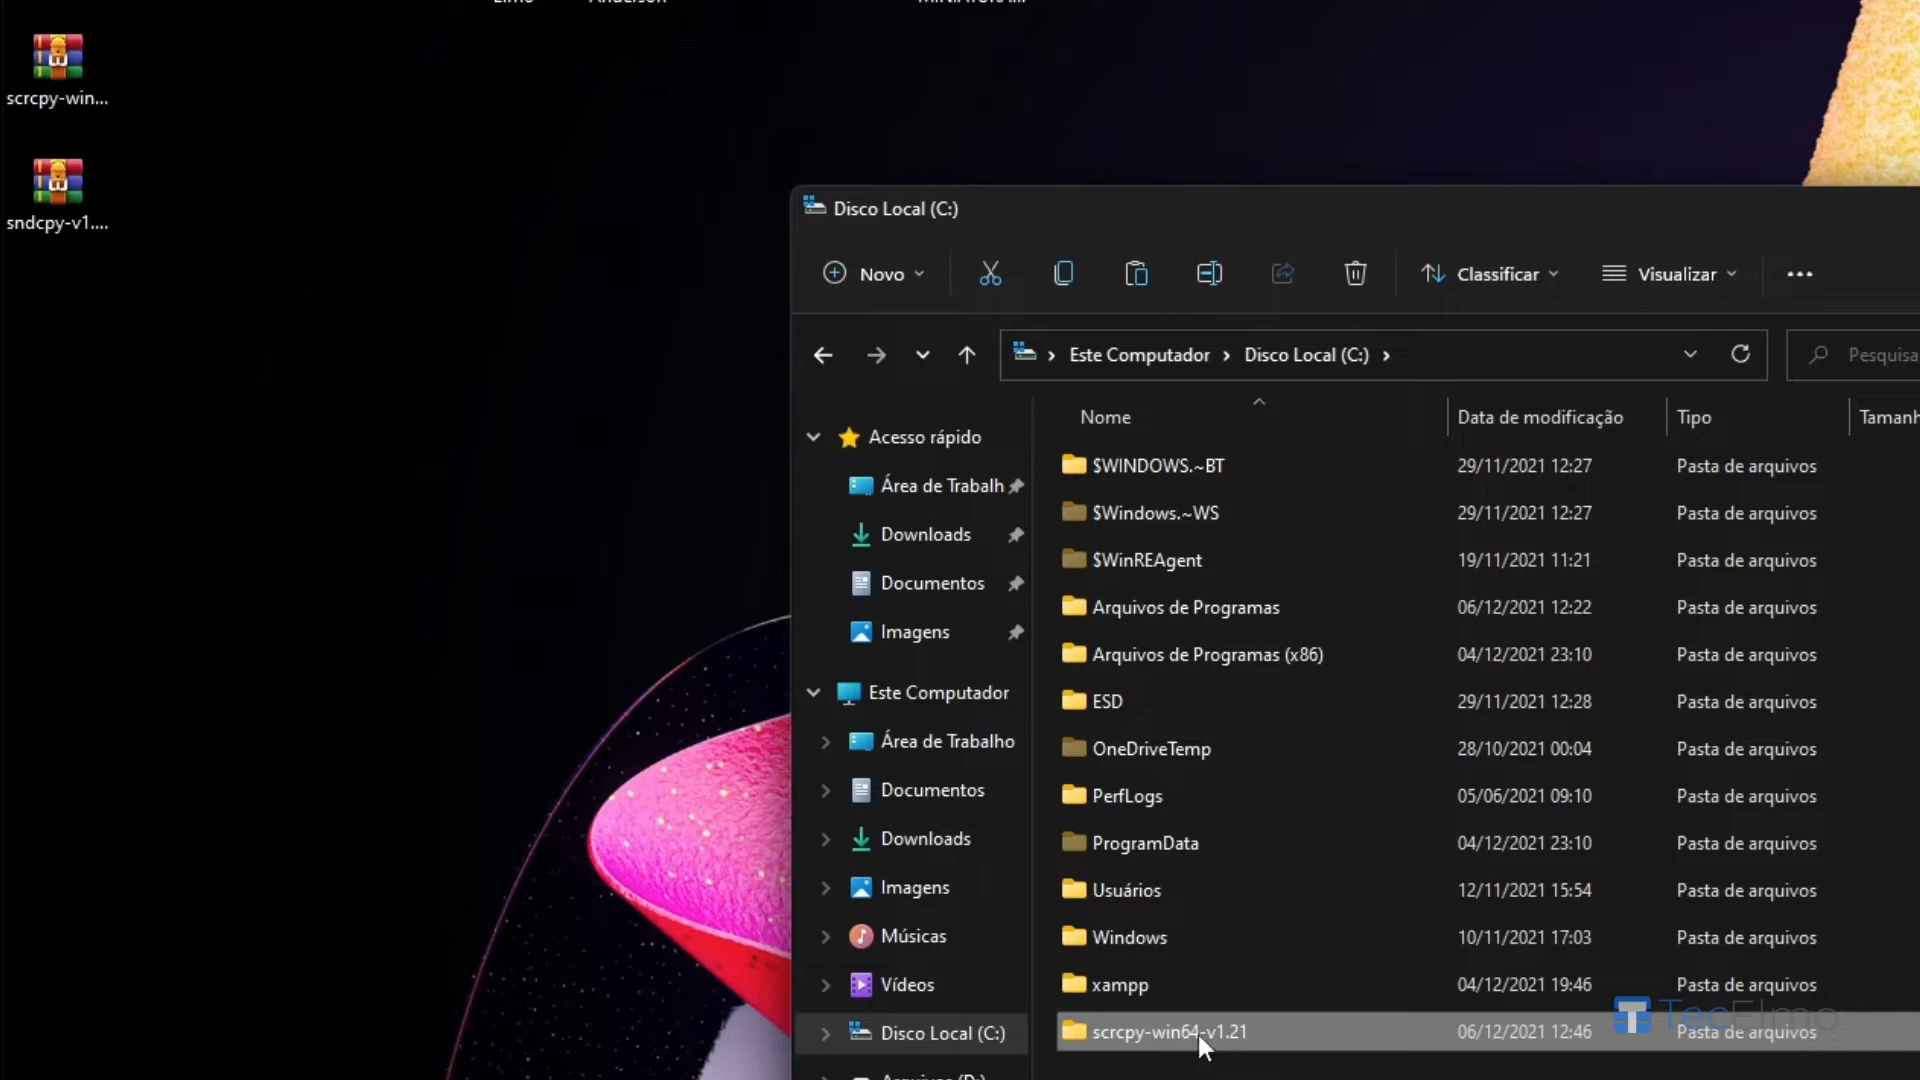 scrcpy-win...
sndcpy-v1....
Disco Local (C:)
Novo
Classificar
Visualizar
Este Computador
Disco Local (C:)
Pesquisa
Nome
Data de modificação
Tipo
Tamanh
Acesso rápido
Área de Trabalh
Downloads
Documentos
Imagens
Este Computador
Área de Trabalho
Documentos
Downloads
Imagens
Músicas
Vídeos
Disco Local (C:)
$WINDOWS.~BT 29/11/2021 12:27 Pasta de arquivos
$Windows.~WS 29/11/2021 12:27 Pasta de arquivos
$WinREAgent 19/11/2021 11:21 Pasta de arquivos
Arquivos de Programas 06/12/2021 12:22 Pasta de arquivos
Arquivos de Programas (x86) 04/12/2021 23:10 Pasta de arquivos
ESD 29/11/2021 12:28 Pasta de arquivos
OneDriveTemp 28/10/2021 00:04 Pasta de arquivos
PerfLogs 05/06/2021 09:10 Pasta de arquivos
ProgramData 04/12/2021 23:10 Pasta de arquivos
Usuários 12/11/2021 15:54 Pasta de arquivos
Windows 10/11/2021 17:03 Pasta de arquivos
xampp 04/12/2021 19:46 Pasta de arquivos
scrcpy-win64-v1.21 06/12/2021 12:46 Pasta de arquivos
TecElmo